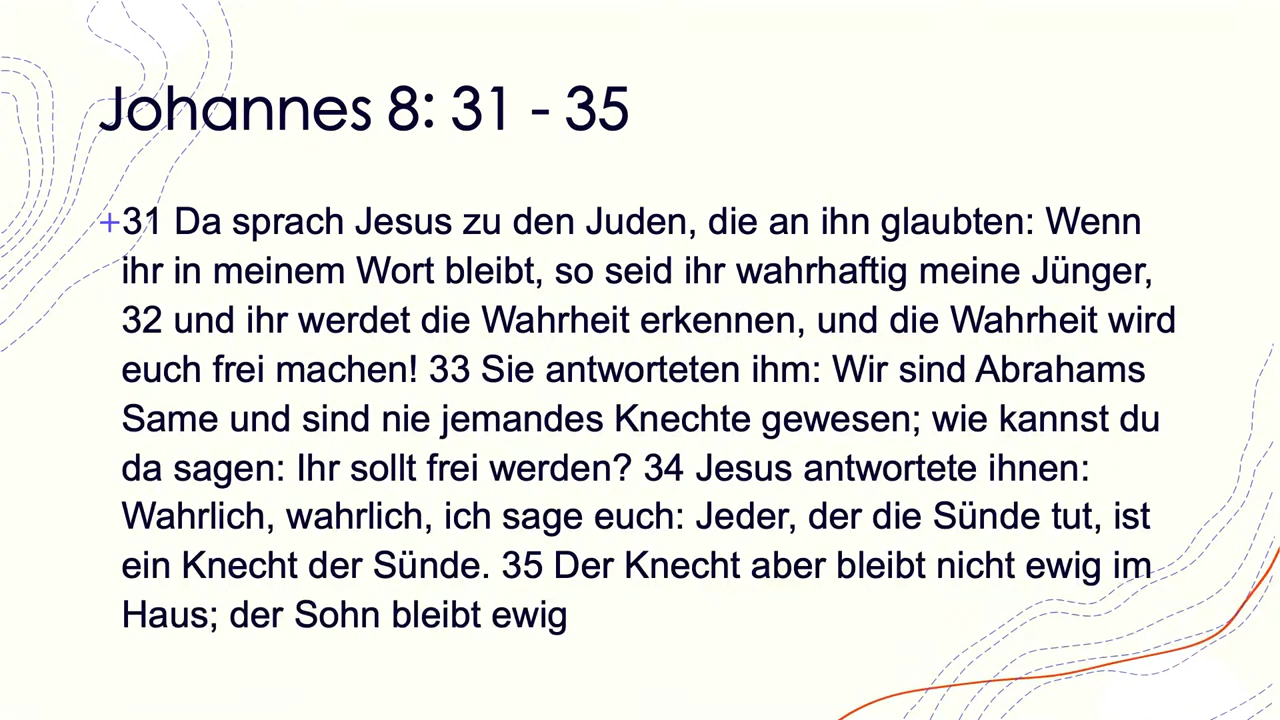 Johannes 8: 31 - 35
+31 Da sprach Jesus zu den Juden, die an ihn glaubten: Wenn
ihr in meinem Wort bleibt, so seid ihr wahrhaftig meine Jünger,
32 und ihr werdet die Wahrheit erkennen, und die Wahrheit wird
euch frei machen! 33 Sie antworteten ihm: Wir sind Abrahams
Same und sind nie jemandes Knechte gewesen; wie kannst du
da sagen: Ihr sollt frei werden? 34 Jesus antwortete ihnen:
Wahrlich, wahrlich, ich sage euch: Jeder, der die Sünde tut, ist
ein Knecht der Sünde. 35 Der Knecht aber bleibt nicht ewig im
Haus; der Sohn bleibt ewig